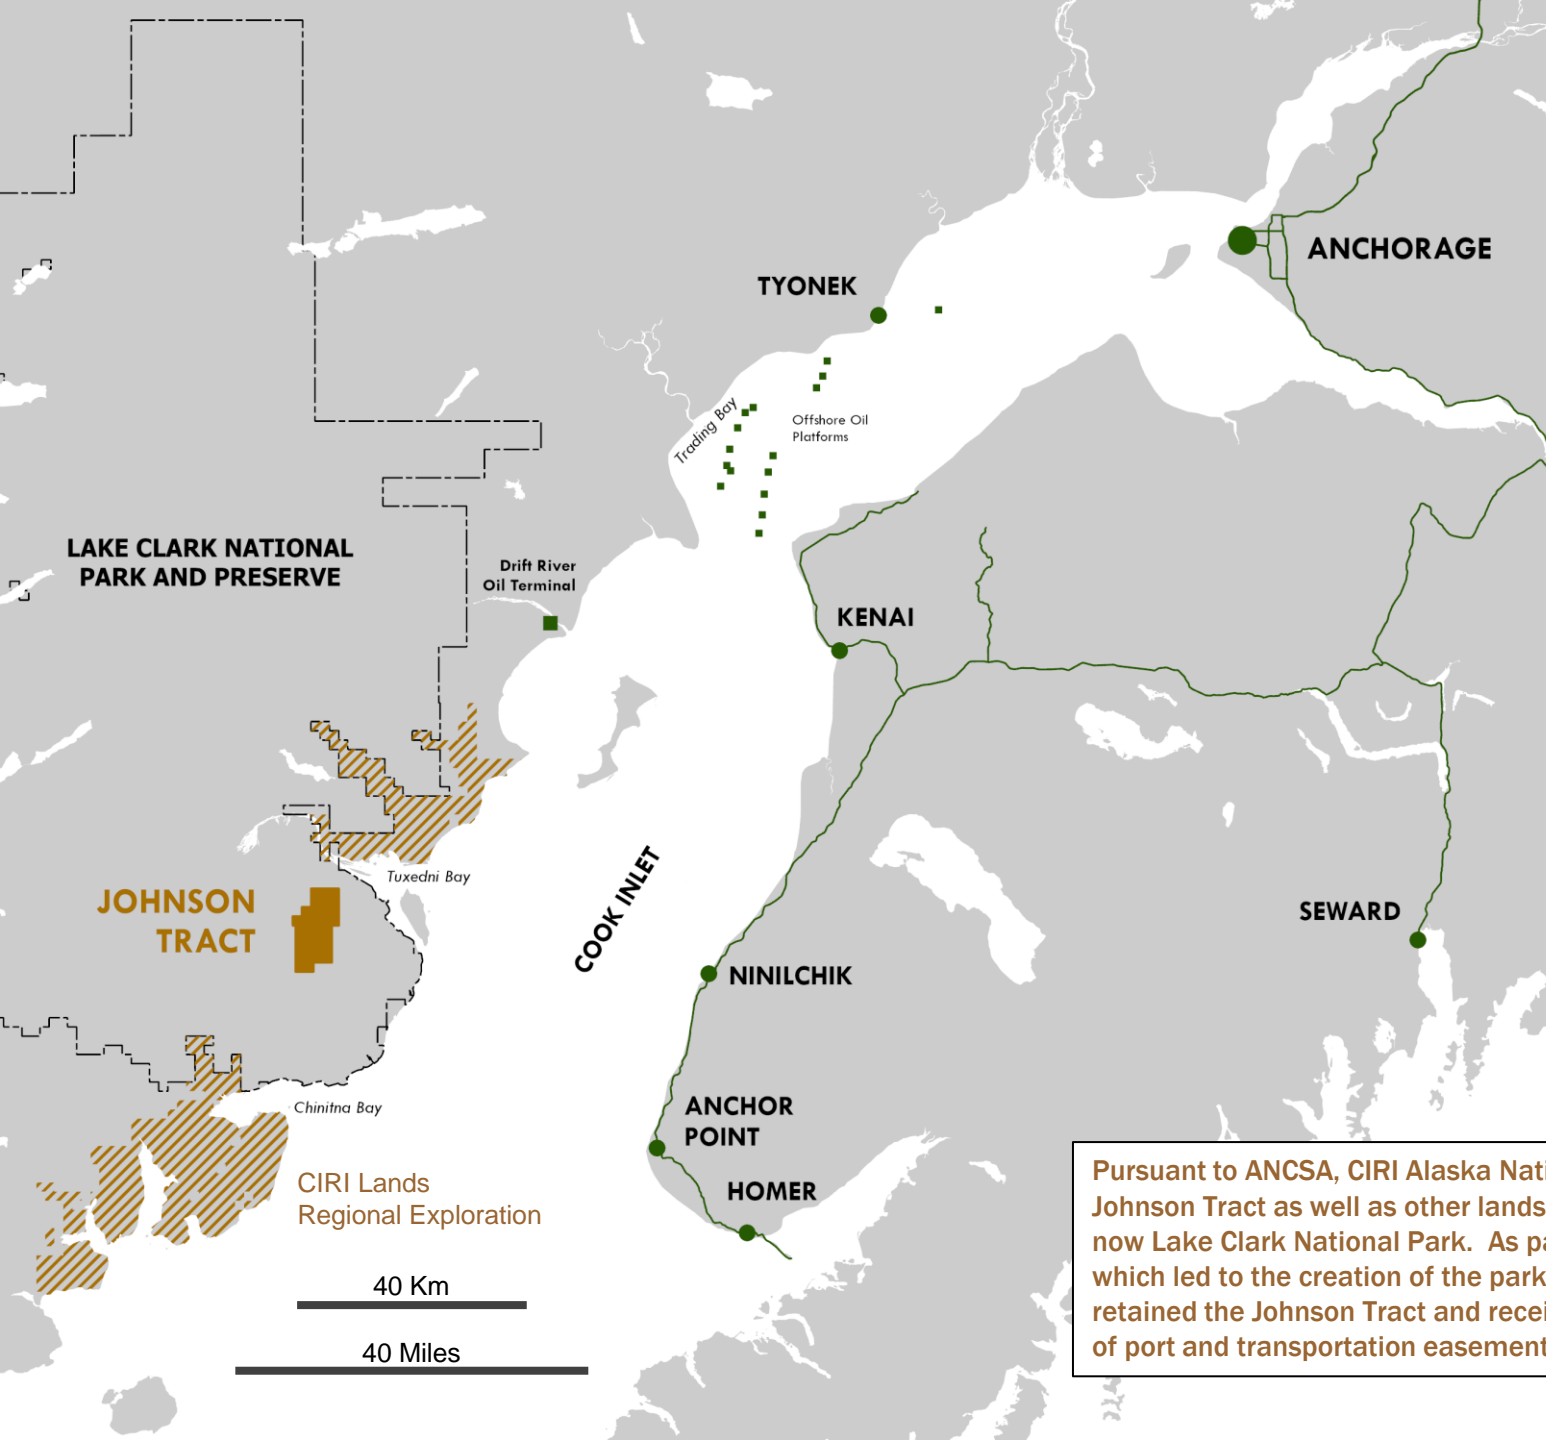 ANCHORAGE
TYONEK
Trading Bay
Offshore Oil
Platforms
LAKE CLARK NATIONAL
PARK AND PRESERVE
Drift River
Oil Terminal
KENAI
Tuxedni Bay
JOHNSON
TRACT
COOK INLET
SEWARD
NINILCHIK
Chinitna Bay
ANCHOR
POINT
HOMER
CIRI Lands
Regional Exploration
40 Km
40 Miles
Pursuant to ANCSA, CIRI Alaska Nati
Johnson Tract as well as other lands
now Lake Clark National Park. As pa
which led to the creation of the park
retained the Johnson Tract and recei
of port and transportation easement